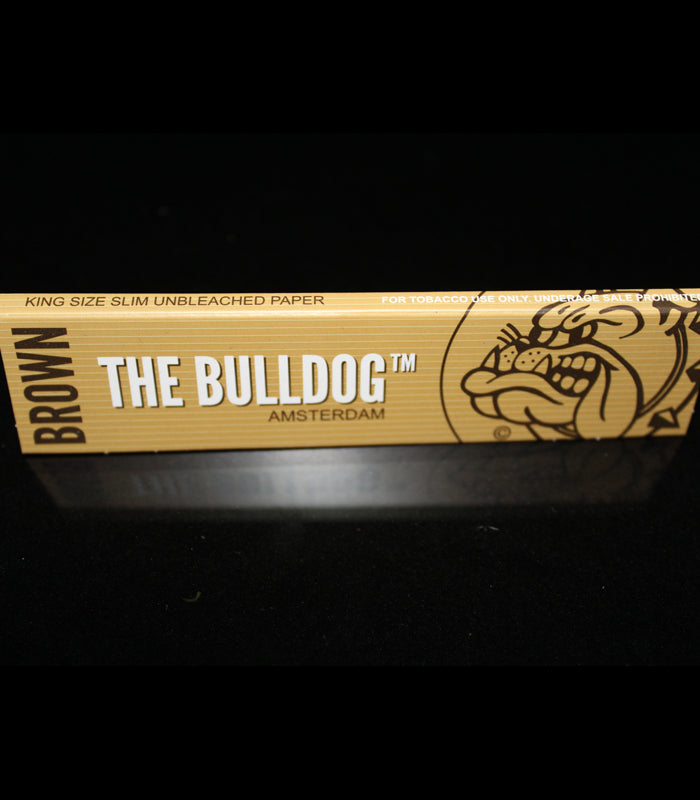 KING SIZE SLIM UNBLEACHED PAPER
FOR TOBACCO USE ONLY. UNDERAGE SALE PROHIBITED
BROWN
THE BULLDOG™
AMSTERDAM
©